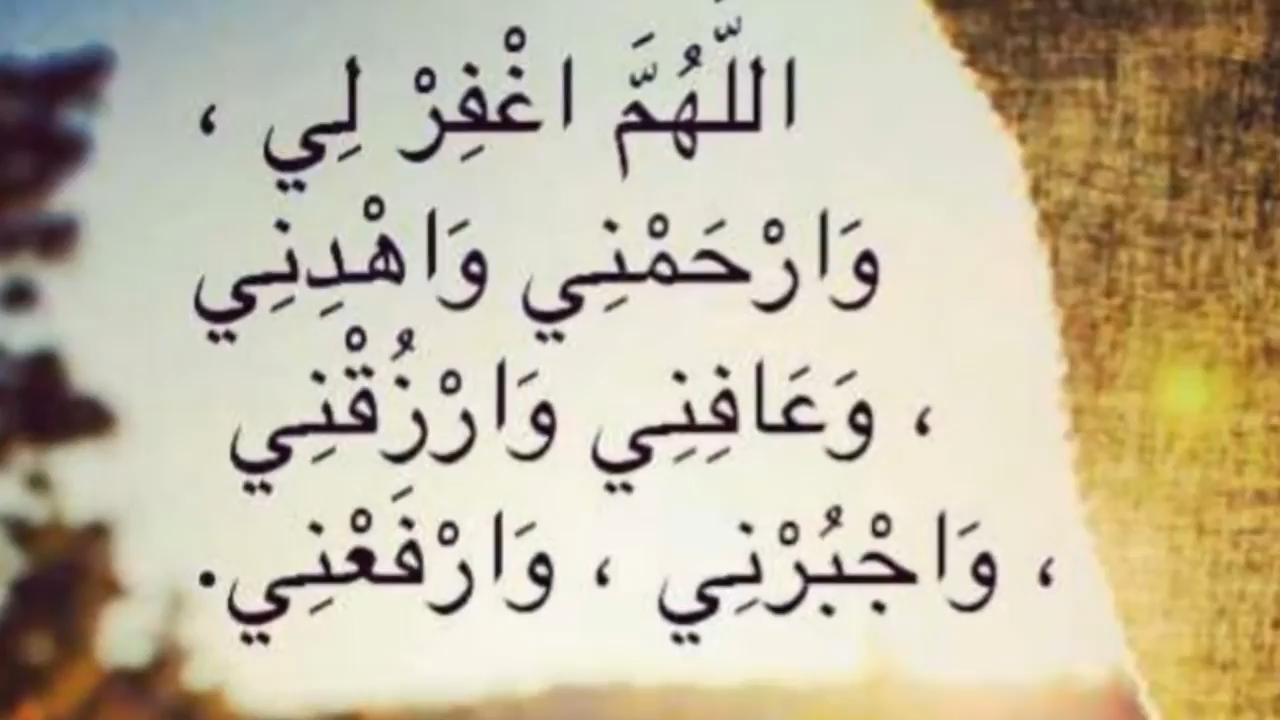 اللَّهُمَّ اغْفِرْ لِي ،
وَارْحَمْنِي وَاهْدِنِي
، وَعَافِنِي وَارْزُقْنِي
، وَاجْبُرْنِي ، وَارْفَعْنِي.